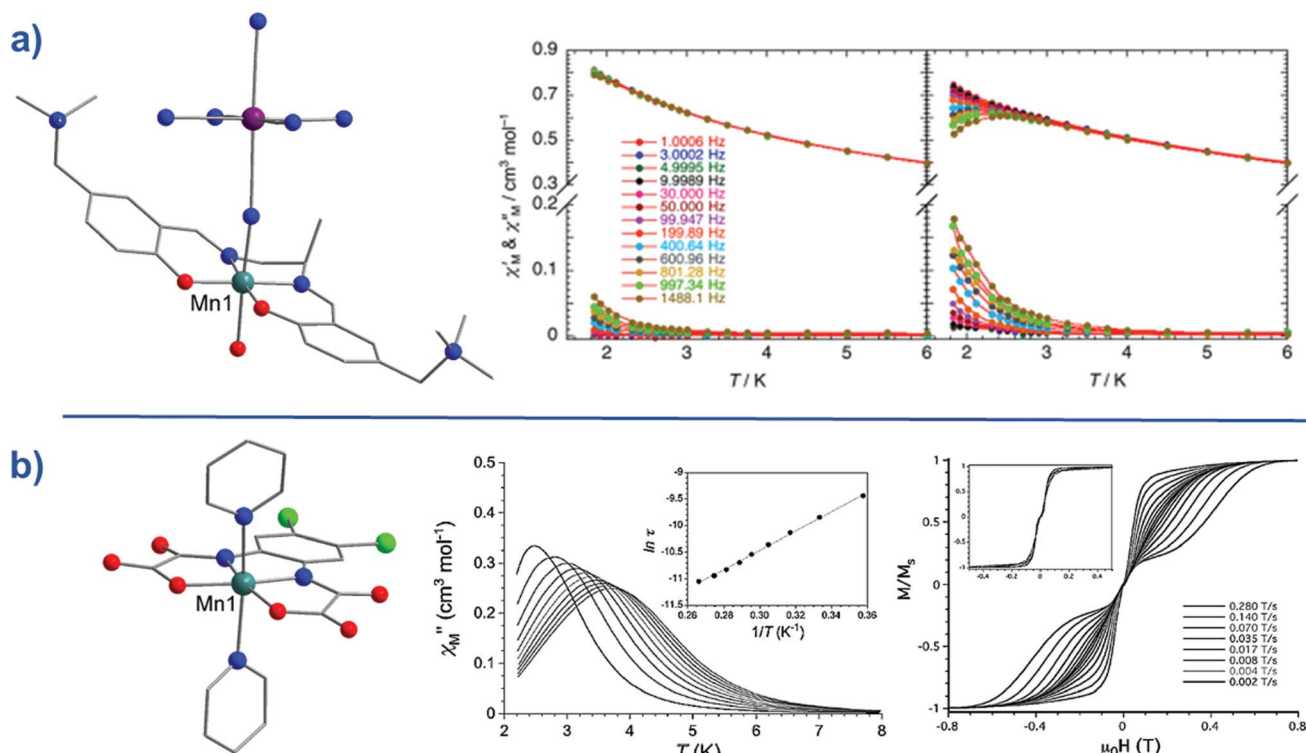 a)
Mn1
0.9
0.7
0.5
0.3
0.2
0.1
0
χ'M & χ"M / cm³ mol⁻¹
1.0006 Hz
3.0002 Hz
4.9995 Hz
9.9989 Hz
30.000 Hz
50.000 Hz
99.947 Hz
199.89 Hz
400.64 Hz
600.96 Hz
801.28 Hz
997.34 Hz
1488.1 Hz
2 3 4 5 6
T / K
2 3 4 5 6
T / K
b)
Mn1
0.5
0.4
0.3
0.2
0.1
0
χM" (cm³ mol⁻¹)
2 3 4 5 6 7 8
T (K)
-9
-9.5
-10
-10.5
-11
-11.5
ln τ
0.26 0.28 0.30 0.32 0.34 0.36
1/T (K⁻¹)
1
0.5
0
-0.5
-1
M/Ms
1
0.5
0
-0.5
-1
-0.4 -0.2 0 0.2 0.4
0.280 T/s
0.140 T/s
0.070 T/s
0.035 T/s
0.017 T/s
0.008 T/s
0.004 T/s
0.002 T/s
-0.8 -0.4 0 0.4 0.8
μ₀H (T)